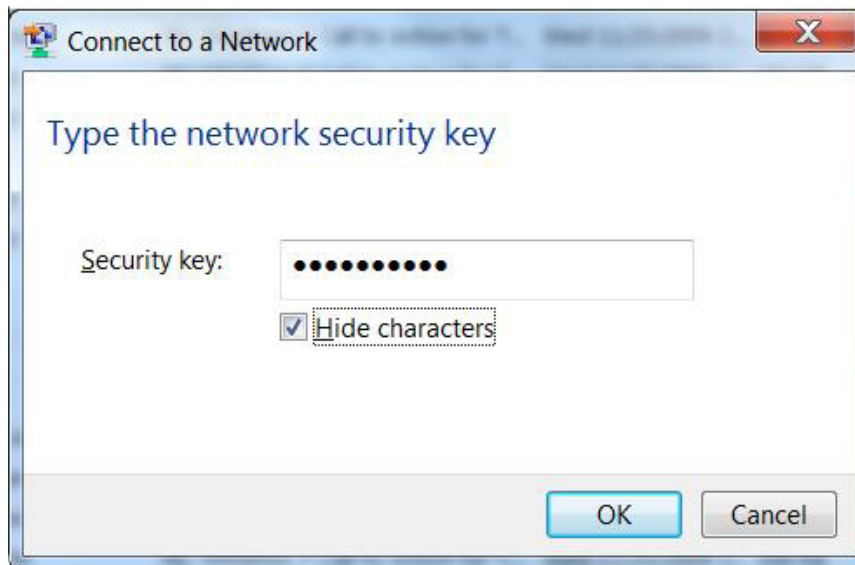 Connect to a Network
Type the network security key
Security key: ••••••••••
Hide characters
OK Cancel